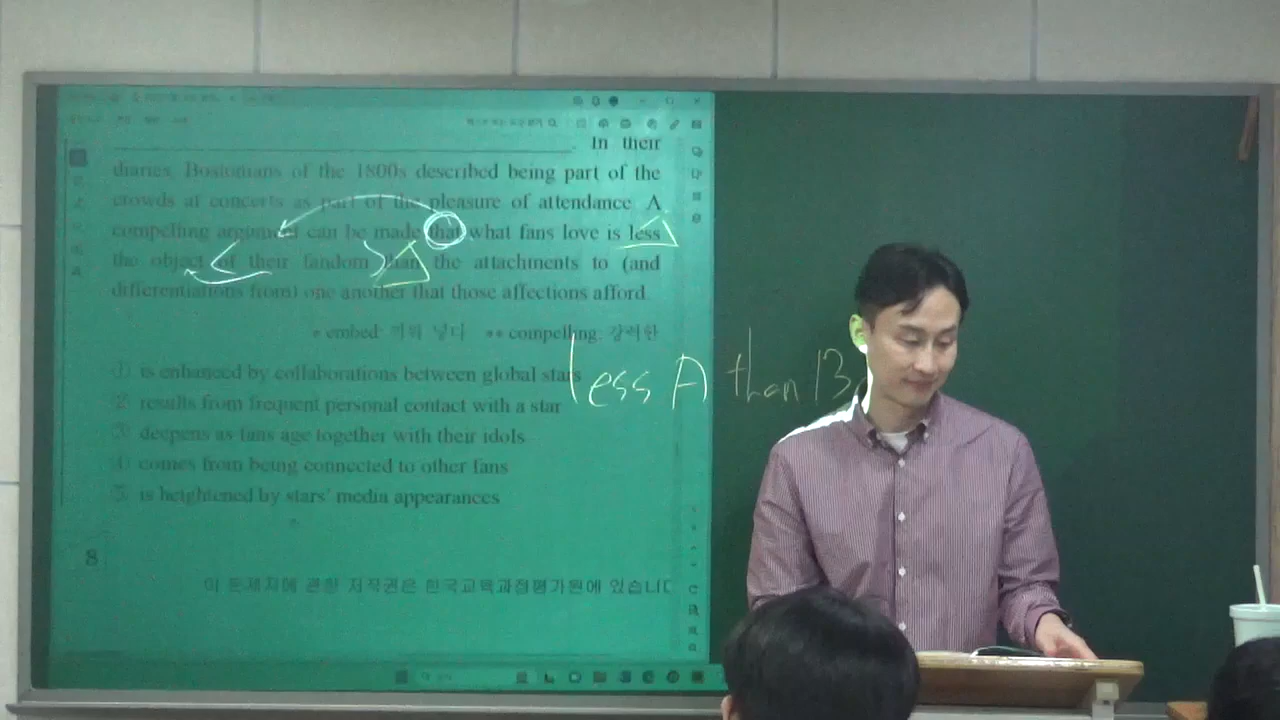 In their
diaries, Bostonians of the 1800s described being part of the
crowds at concerts as part of the pleasure of attendance. A
compelling argument can be made that what fans love is less
the object of their fandom than the attachments to (and
differentiations from) one another that those affections afford.
* embed: 끼워 넣다 ** compelling: 강력한
① is enhanced by collaborations between global stars
② results from frequent personal contact with a star
③ deepens as fans age together with their idols
④ comes from being connected to other fans
⑤ is heightened by stars' media appearances
less A than B
8
이 문제지에 관한 저작권은 한국교육과정평가원에 있습니다